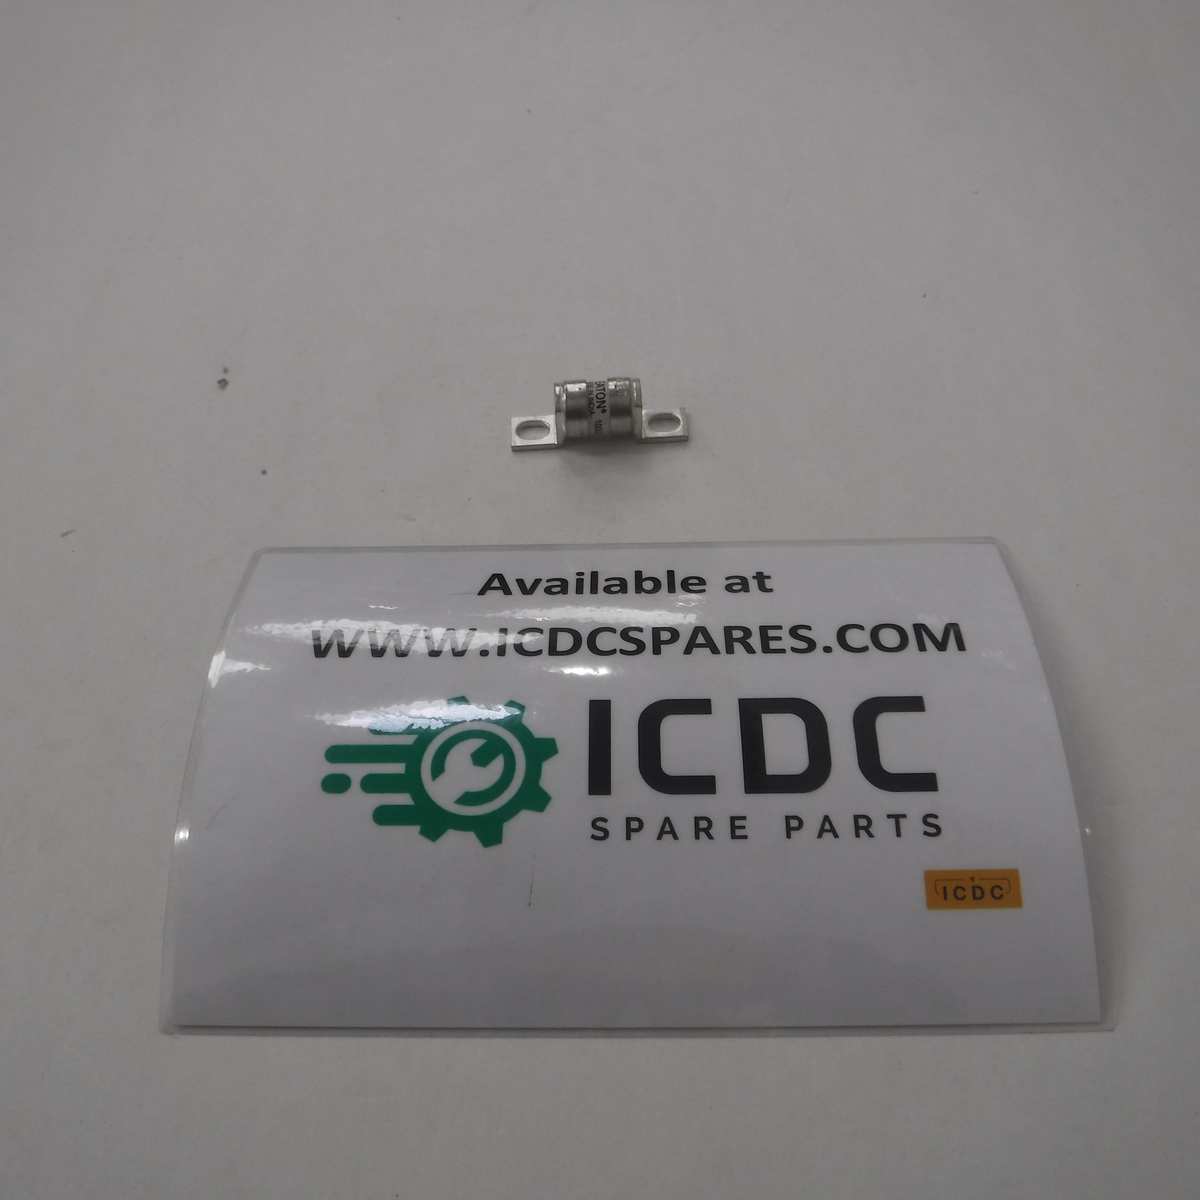 Available at
WWW.ICDCSPARES.COM
ICDC
SPARE PARTS
ICDC